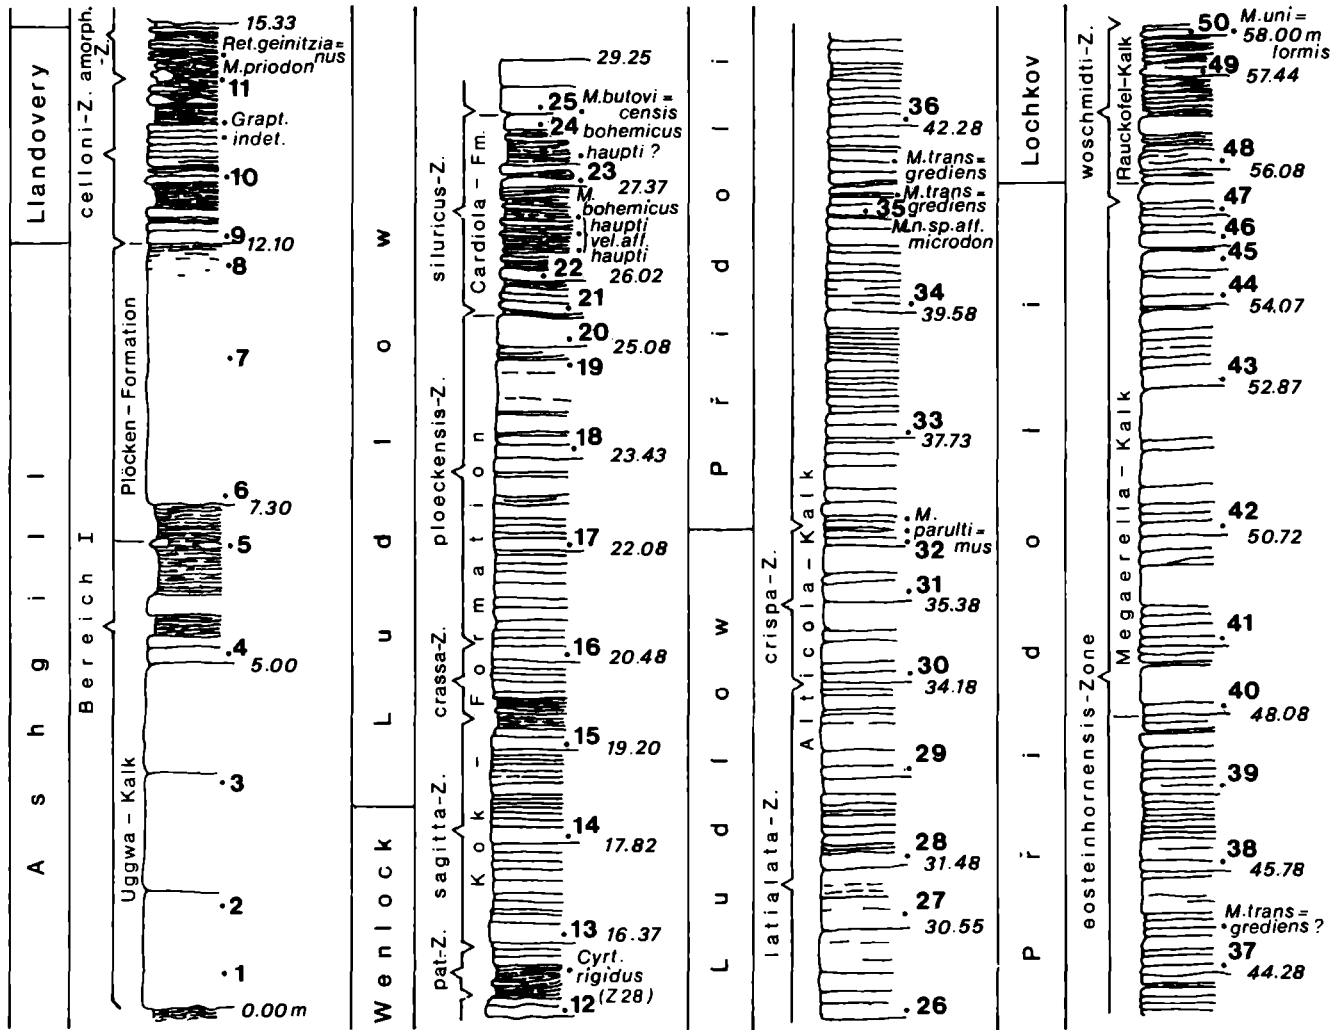 Llandovery
Ashgill
celloni-Z.
amorph.
-Z.
Bereich I
Plöcken-Formation
Uggwa-Kalk
15.33
Ret.geinitzia=
nus
M.priodon
11
Grapt.
indet.
10
9
12.10
8
7
6
7.30
5
4
5.00
3
2
1
0.00m
Ludlow
Wenlock
siluricus-Z.
ploeckensis-Z.
crassa-Z.
sagitta-Z.
pat-Z.
Cardiola-Fm.
Kok-Formation
29.25
25
M.butovi=
censis
24
bohemicus
haupti ?
23
27.37
M.
bohemicus
haupti
vel.aff.
haupti
22
26.02
21
20
25.08
19
18
23.43
17
22.08
16
20.48
15
19.20
14
17.82
13
16.37
Cyrt.
rigidus
(Z28)
12
Přidoli
Ludlow
crispa-Z.
latialata-Z.
Alticola-Kalk
36
42.28
M.trans=
grediens
M.trans=
35
grediens
M.n.sp.aff.
microdon
34
39.58
33
37.73
M.
parulti=
mus
32
31
35.38
30
34.18
29
28
31.48
27
30.55
26
Lochkov
Přidoli
woschmidti-Z.
eosteinhornensis-Zone
Rauckofel-Kalk
Megaerella-Kalk
50
M.uni=
58.00m
formis
49
57.44
48
56.08
47
46
45
44
54.07
43
52.87
42
50.72
41
40
48.08
39
38
45.78
M.trans=
grediens ?
37
44.28